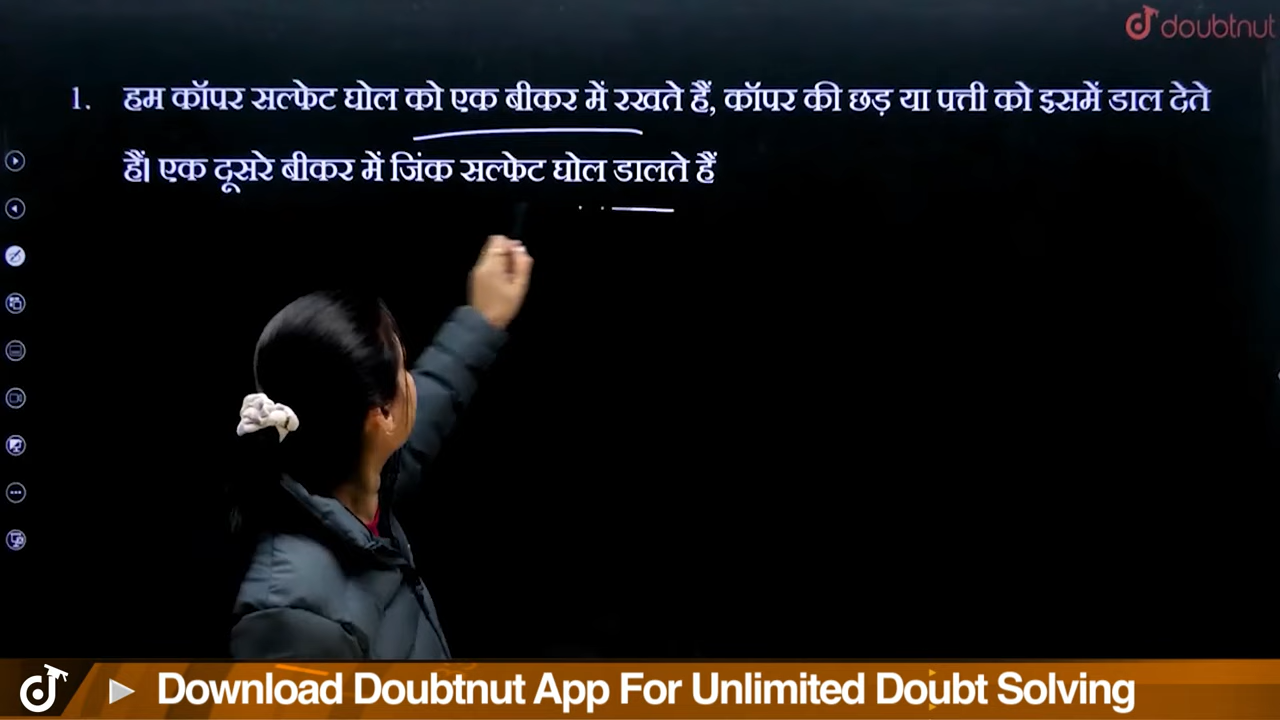 doubtnut
1. हम कॉपर सल्फेट घोल को एक बीकर में रखते हैं, कॉपर की छड़ या पत्ती को इसमें डाल देते
हैं। एक दूसरे बीकर में जिंक सल्फेट घोल डालते हैं
Download Doubtnut App For Unlimited Doubt Solving